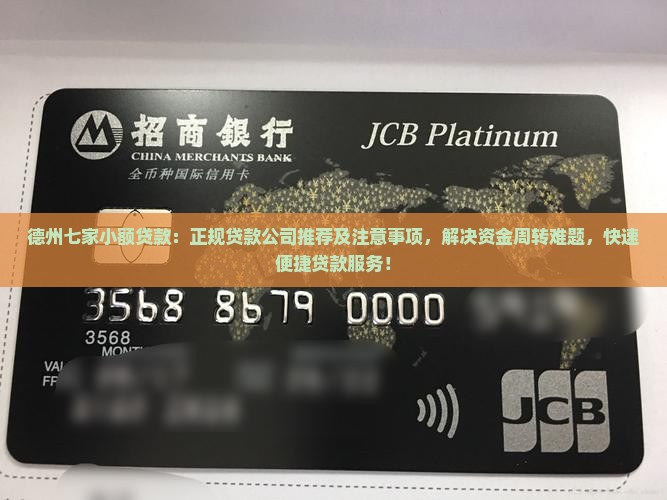 招商銀行
CHINA MERCHANTS BANK
全币种国际信用卡
JCB Platinum
德州七家小额贷款：正规贷款公司推荐及注意事项，解决资金周转难题，快速
便捷贷款服务！
3568 8679 0000
3568
MONTH
JCB